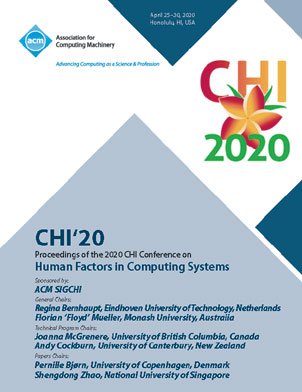 April 25–30, 2020
Honolulu, HI, USA
acm
Association for
Computing Machinery
Advancing Computing as a Science & Profession
CHI
2020
CHI'20
Proceedings of the 2020 CHI Conference on
Human Factors in Computing Systems
Sponsored by:
ACM SIGCHI
General Chairs:
Regina Bernhaupt, Eindhoven University of Technology, Netherlands
Florian 'Floyd' Mueller, Monash University, Australia
Technical Program Chairs:
Joanna McGrenere, University of British Columbia, Canada
Andy Cockburn, University of Canterbury, New Zealand
Papers Chairs:
Pernille Bjørn, University of Copenhagen, Denmark
Shengdong Zhao, National University of Singapore